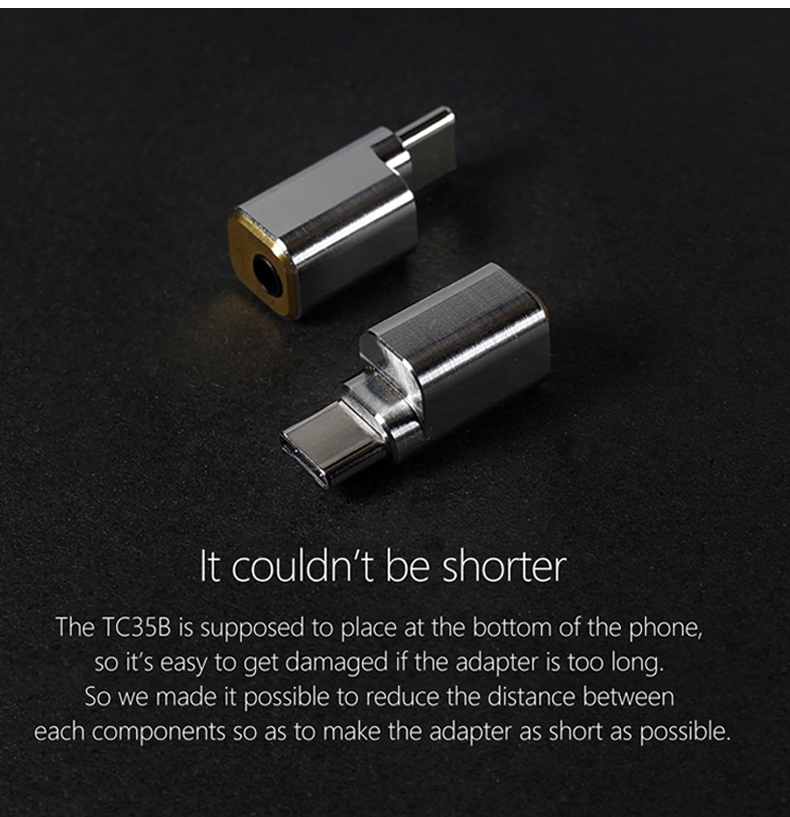 It couldn't be shorter
The TC35B is supposed to place at the bottom of the phone,
so it's easy to get damaged if the adapter is too long.
So we made it possible to reduce the distance between
each components so as to make the adapter as short as possible.